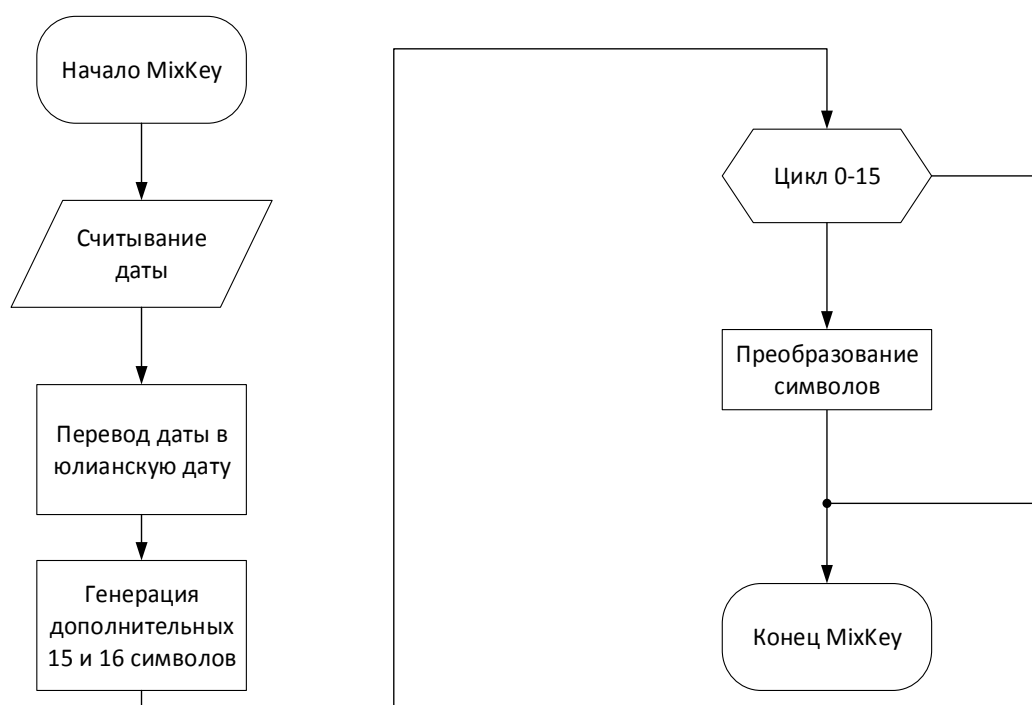 Начало MixKey
Считывание
даты
Перевод даты в
юлианскую дату
Генерация
дополнительных
15 и 16 символов
Цикл 0-15
Преобразование
символов
Конец MixKey